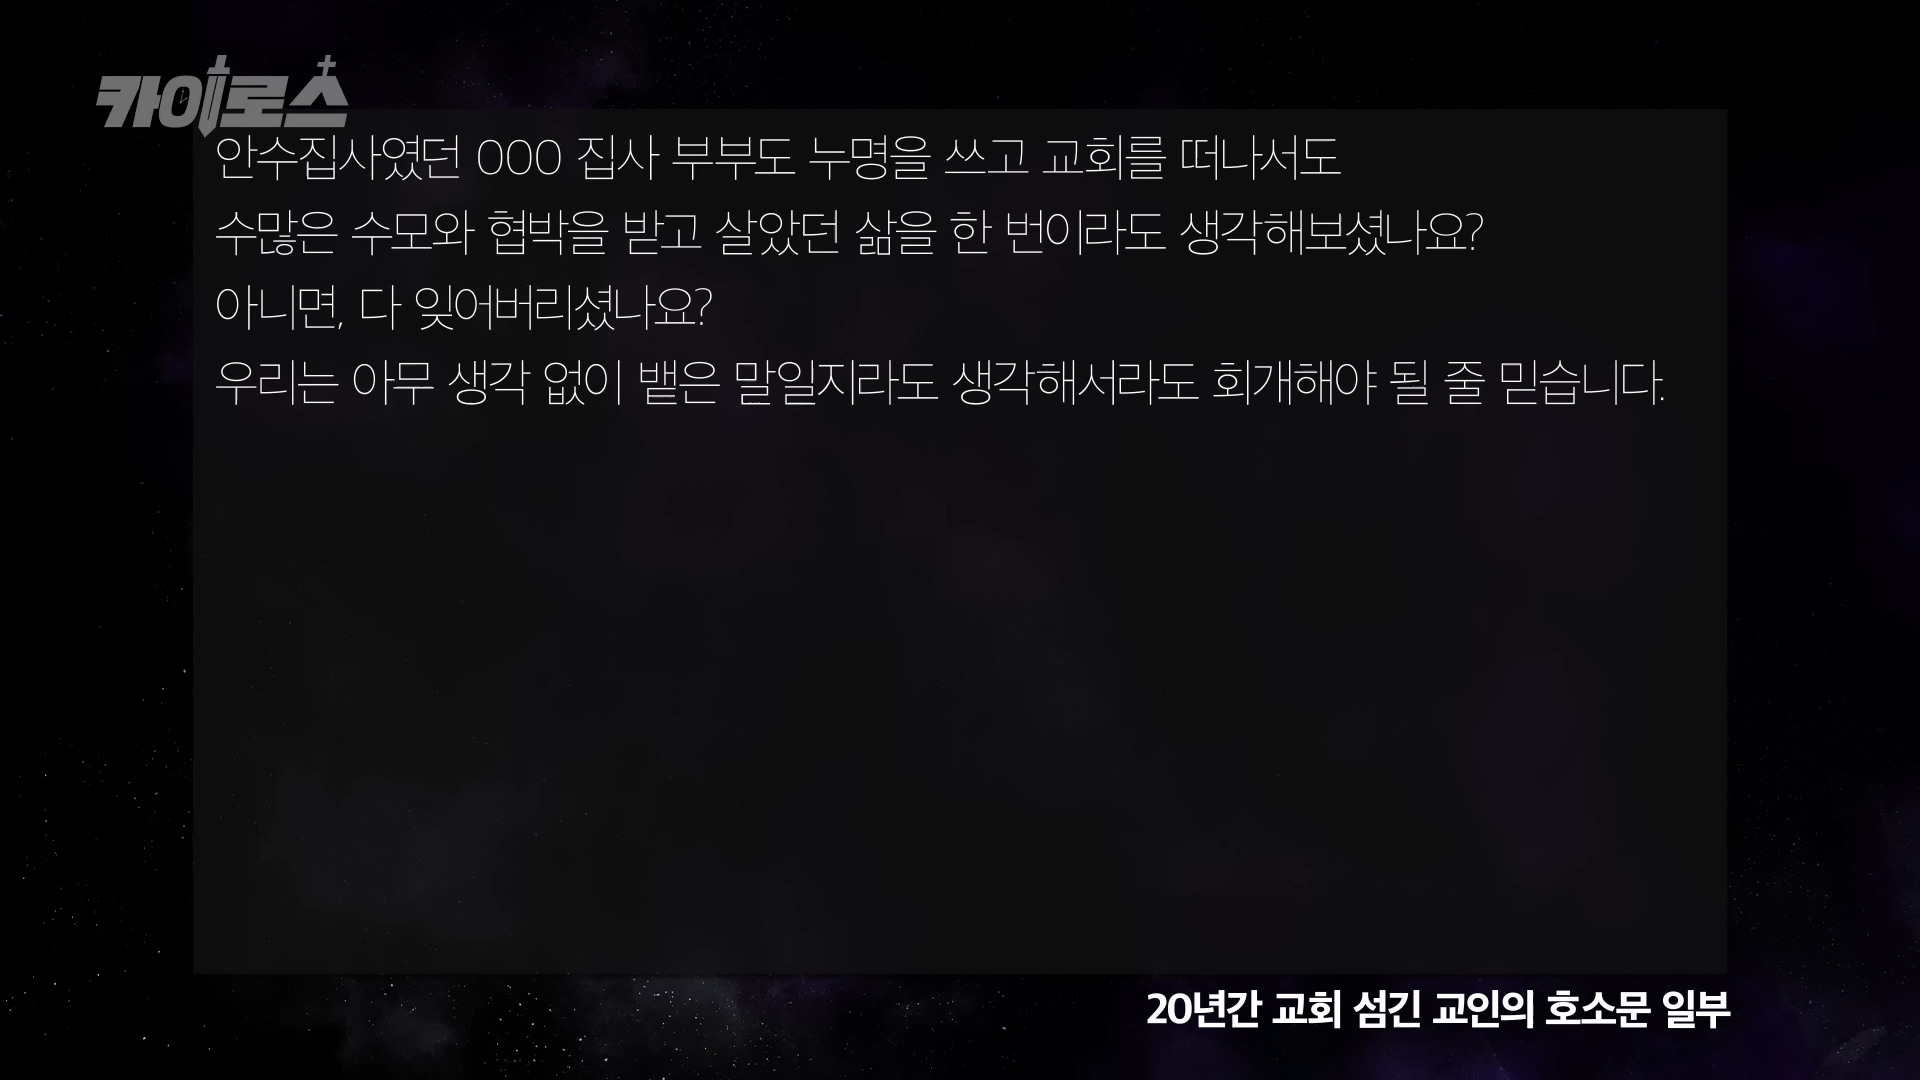 카이로스
안수집사였던 OOO 집사 부부도 누명을 쓰고 교회를 떠나서도
수많은 수모와 협박을 받고 살았던 삶을 한 번이라도 생각해보셨나요?
아니면, 다 잊어버리셨나요?
우리는 아무 생각 없이 뱉은 말일지라도 생각해서라도 회개해야 될 줄 믿습니다.
20년간 교회 섬긴 교인의 호소문 일부